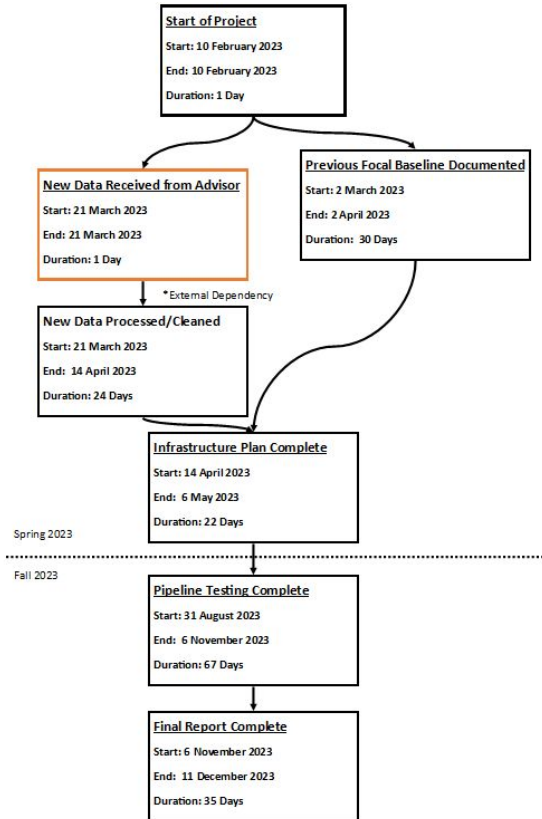 Start of Project
Start: 10 February 2023
End: 10 February 2023
Duration: 1 Day
New Data Received from Advisor
Start: 21 March 2023
End: 21 March 2023
Duration: 1 Day
Previous Focal Baseline Documented
Start: 2 March 2023
End: 2 April 2023
Duration: 30 Days
*External Dependency
New Data Processed/Cleaned
Start: 21 March 2023
End: 14 April 2023
Duration: 24 Days
Infrastructure Plan Complete
Start: 14 April 2023
End: 6 May 2023
Duration: 22 Days
Spring 2023
Fall 2023
Pipeline Testing Complete
Start: 31 August 2023
End: 6 November 2023
Duration: 67 Days
Final Report Complete
Start: 6 November 2023
End: 11 December 2023
Duration: 35 Days